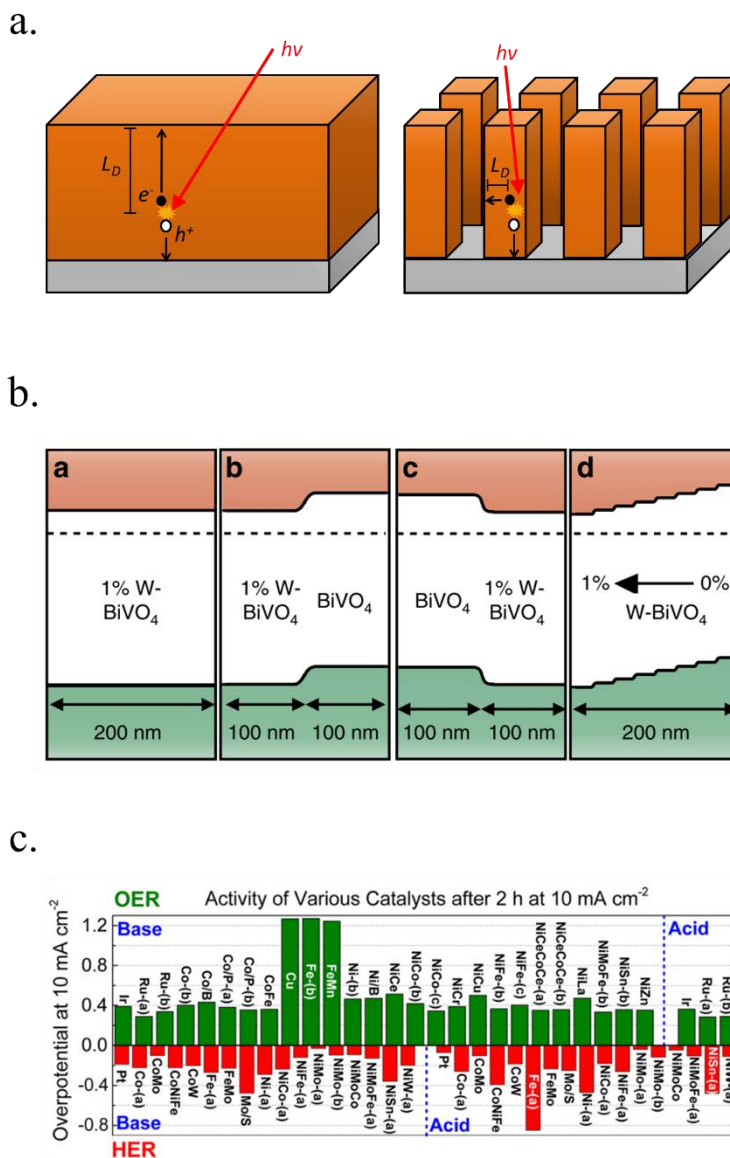 a.
hν
L_D
e-
h+
hν
L_D
b.
a
b
c
d
1% W-
BiVO4
1% W-
BiVO4
BiVO4
BiVO4
1% W-
BiVO4
1%
0%
W-BiVO4
200 nm
100 nm
100 nm
100 nm
100 nm
200 nm
c.
OER
Activity of Various Catalysts after 2 h at 10 mA cm-2
Overpotential at 10 mA cm-2
1.2
0.8
0.4
0.0
-0.4
-0.8
Base
Acid
Ir
Ru-(a)
Ru-(b)
Co-(b)
Co/B
Co/P-(a)
Co/P-(b)
CoFe
Cu
Fe-(b)
FeMn
Ni-(b)
Ni/B
NiCe
NiCo-(b)
NiCo-(c)
NiCr
NiCu
NiFe-(b)
NiFe-(c)
NiCeCoCe-(a)
NiCeCoCe-(b)
NiLa
NiMoFe-(b)
NiSn-(b)
NiZn
Ir
Ru-(a)
Ru-(b)
Pt
Co-(a)
CoMo
CoNiFe
CoW
Fe-(a)
FeMo
Mo/S
Ni-(a)
NiCo-(a)
NiFe-(a)
NiMo-(a)
NiMo-(b)
NiMoCo
NiMoFe-(a)
NiSn-(a)
NiW-(a)
Pt
Co-(a)
CoMo
CoNiFe
CoW
Fe-(a)
FeMo
Mo/S
Ni-(a)
NiCo-(a)
NiFe-(a)
NiMo-(a)
NiMo-(b)
NiMoCo
NiMoFe-(a)
NiSn-(a)
NiW-(a)
Base
Acid
HER